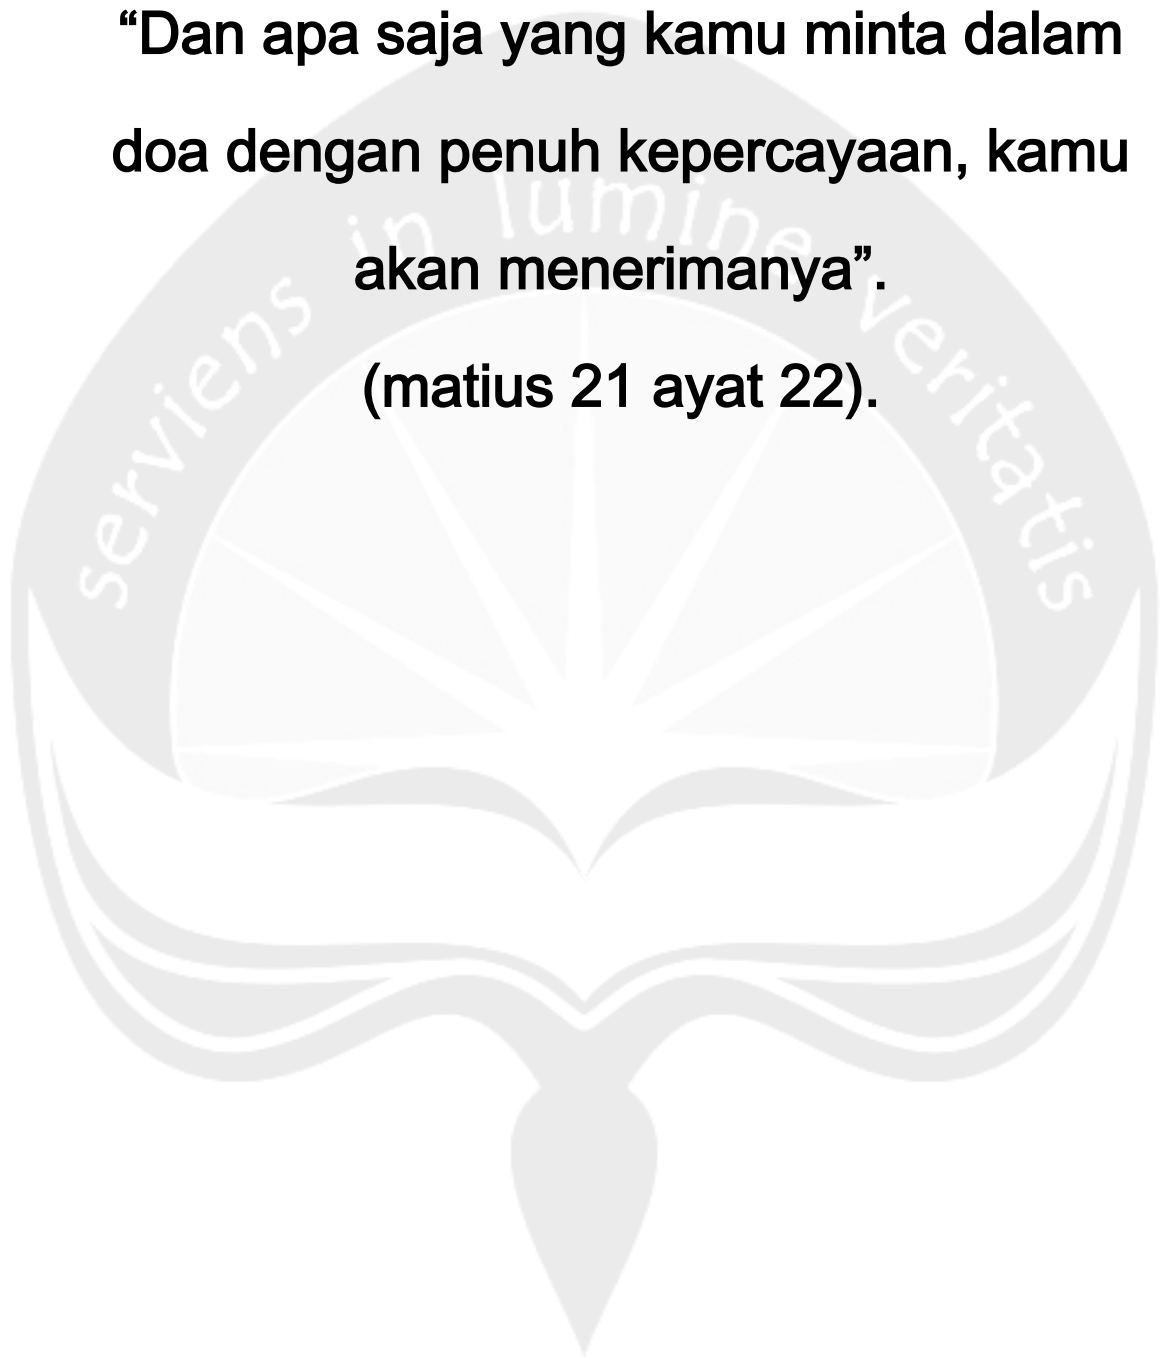 “Dan apa saja yang kamu minta dalam
doa dengan penuh kepercayaan, kamu
akan menerimanya”.
(matius 21 ayat 22).
serviens in lumine veritatis